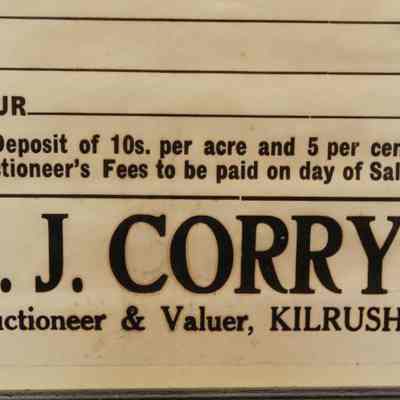 UR
Deposit of 10s. per acre and 5 per cen
ctioneer's Fees to be paid on day of Sal
. J. CORRY
uctioneer & Valuer, KILRUSH